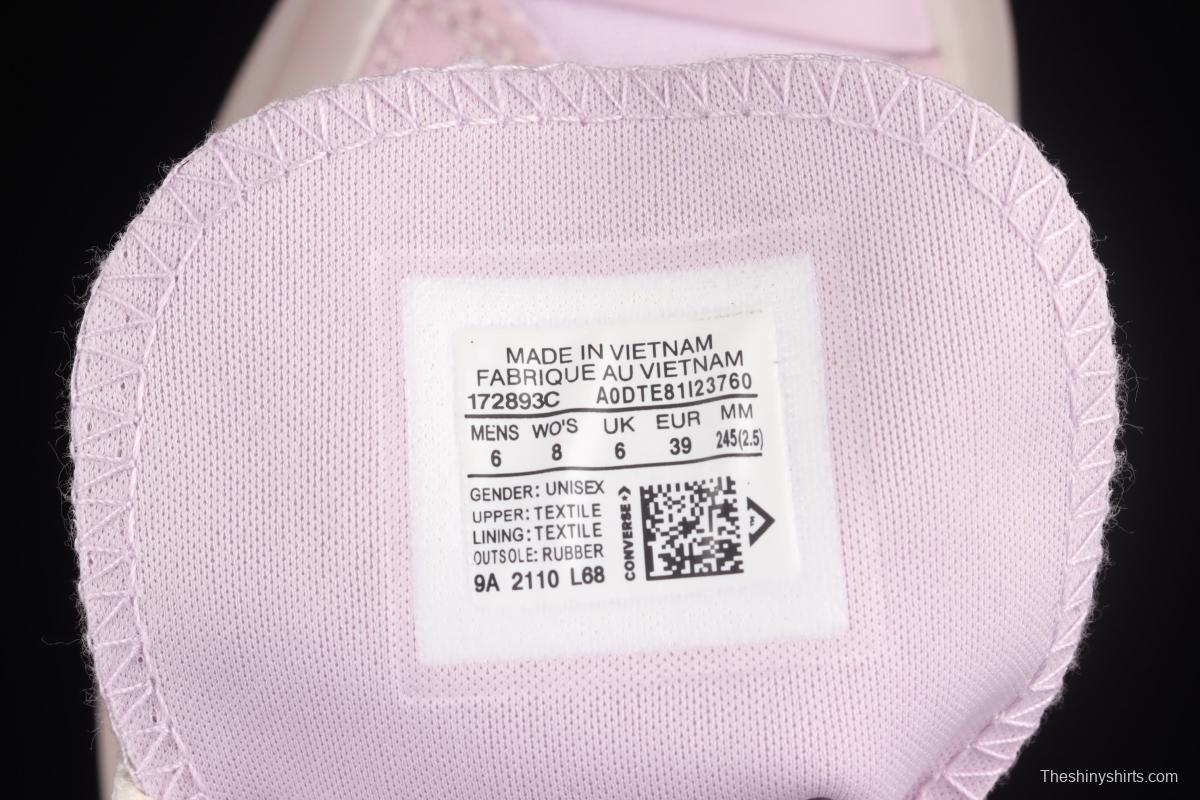 MADE IN VIETNAM
FABRIQUE AU VIETNAM
172893C A0DTE81I23760
MENS WO'S UK EUR MM
6 8 6 39 245(2.5)
GENDER: UNISEX
UPPER: TEXTILE
LINING: TEXTILE
OUTSOLE: RUBBER
9A 2110 L68
CONVERSE
TM
Theshinyshirts.com